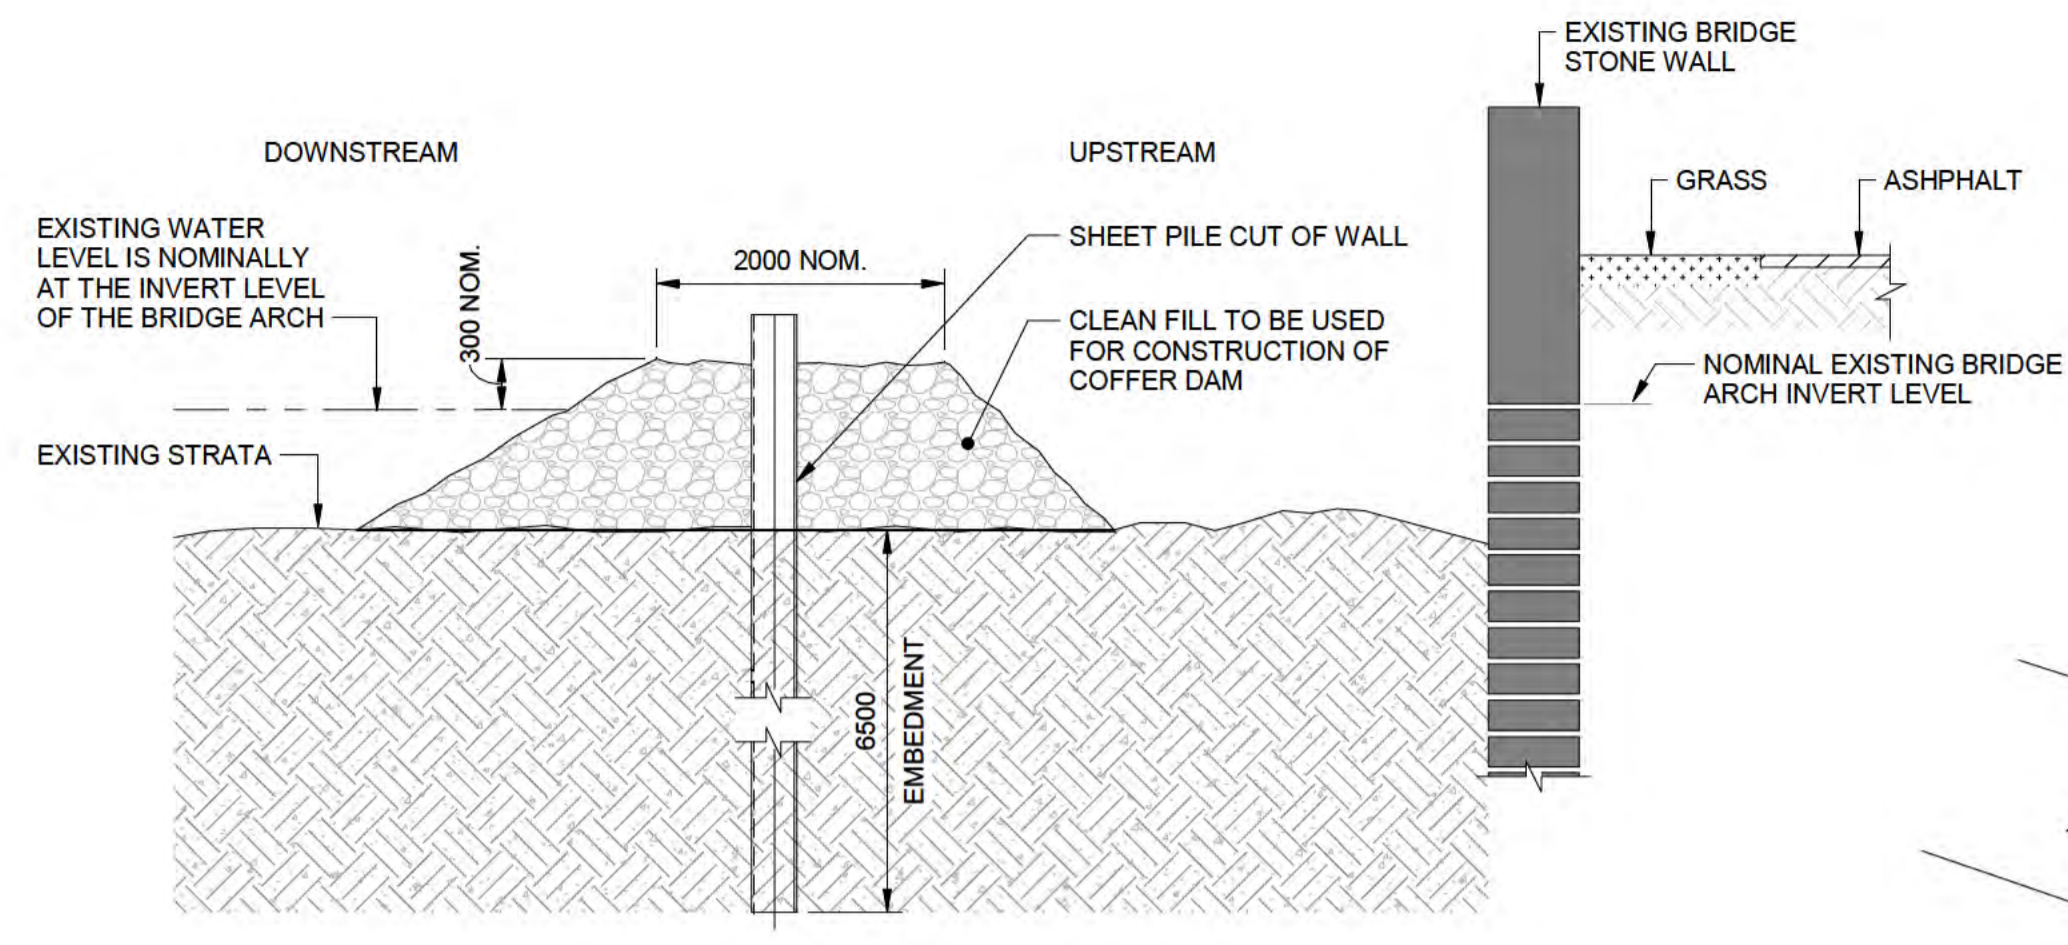 EXISTING BRIDGE
STONE WALL
DOWNSTREAM
UPSTREAM
GRASS
ASHPHALT
EXISTING WATER
LEVEL IS NOMINALLY
AT THE INVERT LEVEL
OF THE BRIDGE ARCH
300 NOM.
2000 NOM.
SHEET PILE CUT OF WALL
CLEAN FILL TO BE USED
FOR CONSTRUCTION OF
COFFER DAM
NOMINAL EXISTING BRIDGE
ARCH INVERT LEVEL
EXISTING STRATA
6500
EMBEDMENT